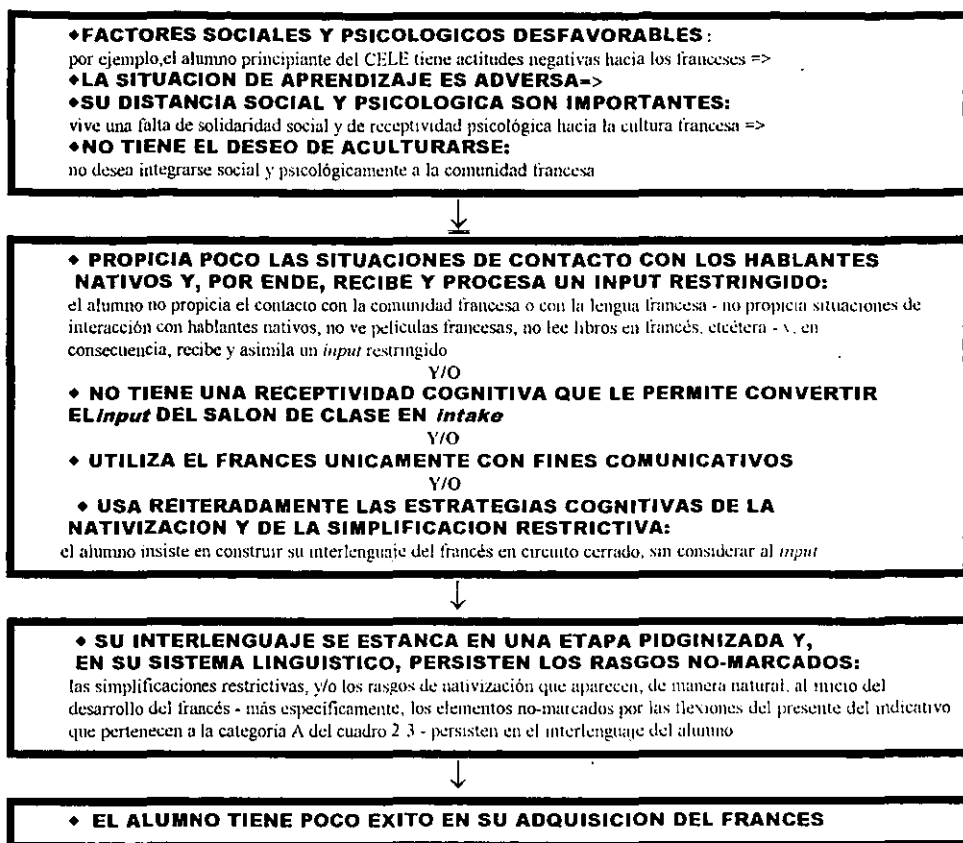 ♦FACTORES SOCIALES Y PSICOLOGICOS DESFAVORABLES:
por ejemplo,el alumno principiante del CELE tiene actitudes negativas hacia los franceses =>
♦LA SITUACION DE APRENDIZAJE ES ADVERSA=>
♦SU DISTANCIA SOCIAL Y PSICOLOGICA SON IMPORTANTES:
vive una falta de solidaridad social y de receptividad psicológica hacia la cultura francesa =>
♦NO TIENE EL DESEO DE ACULTURARSE:
no desea integrarse social y psicológicamente a la comunidad francesa
↓
♦ PROPICIA POCO LAS SITUACIONES DE CONTACTO CON LOS HABLANTES
NATIVOS Y, POR ENDE, RECIBE Y PROCESA UN INPUT RESTRINGIDO:
el alumno no propicia el contacto con la comunidad francesa o con la lengua francesa - no propicia situaciones de
interacción con hablantes nativos, no ve películas francesas, no lee libros en francés, etcétera - y, en
consecuencia, recibe y asimila un input restringido
Y/O
♦ NO TIENE UNA RECEPTIVIDAD COGNITIVA QUE LE PERMITE CONVERTIR
ELinput DEL SALON DE CLASE EN intake
Y/O
♦ UTILIZA EL FRANCES UNICAMENTE CON FINES COMUNICATIVOS
Y/O
♦ USA REITERADAMENTE LAS ESTRATEGIAS COGNITIVAS DE LA
NATIVIZACION Y DE LA SIMPLIFICACION RESTRICTIVA:
el alumno insiste en construir su interlenguaje del francés en circuito cerrado, sin considerar al input
↓
♦ SU INTERLENGUAJE SE ESTANCA EN UNA ETAPA PIDGINIZADA Y,
EN SU SISTEMA LINGUISTICO, PERSISTEN LOS RASGOS NO-MARCADOS:
las simplificaciones restrictivas, y/o los rasgos de nativización que aparecen, de manera natural, al inicio del
desarrollo del francés - más específicamente, los elementos no-marcados por las flexiones del presente del indicativo
que pertenecen a la categoría A del cuadro 2 3 - persisten en el interlenguaje del alumno
↓
♦ EL ALUMNO TIENE POCO EXITO EN SU ADQUISICION DEL FRANCES